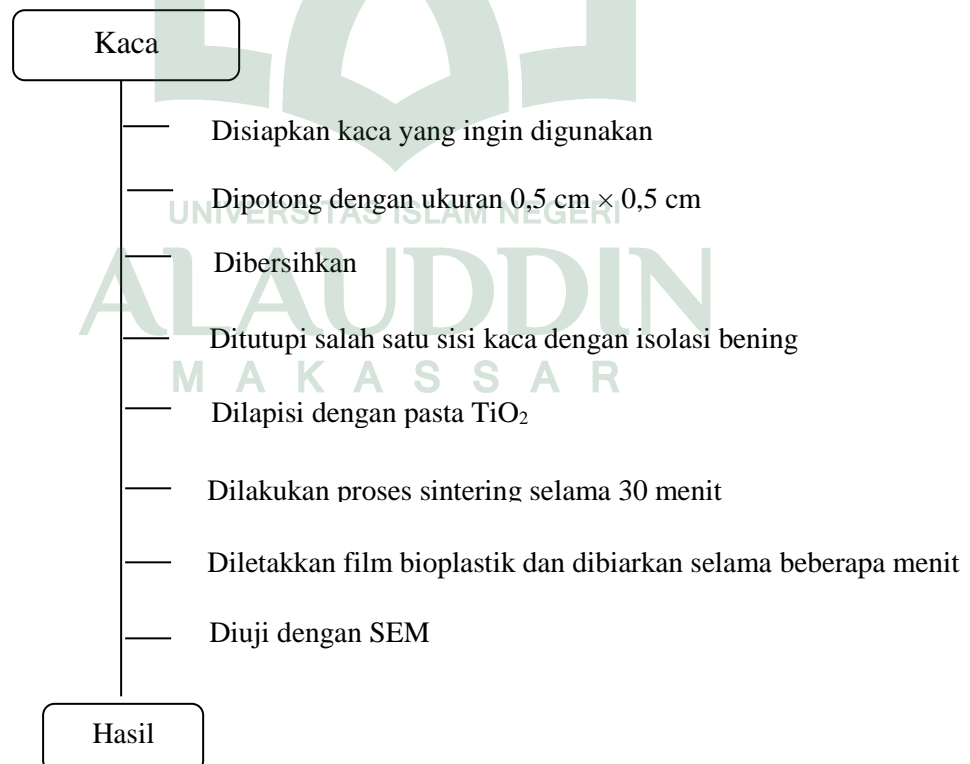 Kaca
Disiapkan kaca yang ingin digunakan
Dipotong dengan ukuran 0,5 cm × 0,5 cm
UNIVERSITAS ISLAM NEGERI
Dibersihkan
ALAUDDIN
Ditutupi salah satu sisi kaca dengan isolasi bening
MAKASSAR
Dilapisi dengan pasta TiO₂
Dilakukan proses sintering selama 30 menit
Diletakkan film bioplastik dan dibiarkan selama beberapa menit
Diuji dengan SEM
Hasil